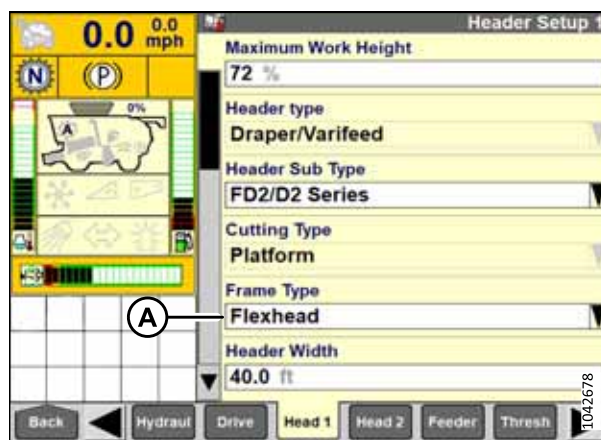 0.0 0.0 mph
Header Setup 1
N (P)
0%
A
Maximum Work Height
72 %
Header type
Draper/Varifeed
Header Sub Type
FD2/D2 Series
Cutting Type
Platform
Frame Type
A
Flexhead
Header Width
40.0 ft
Back Hydraul Drive Head 1 Head 2 Feeder Thresh
1042678